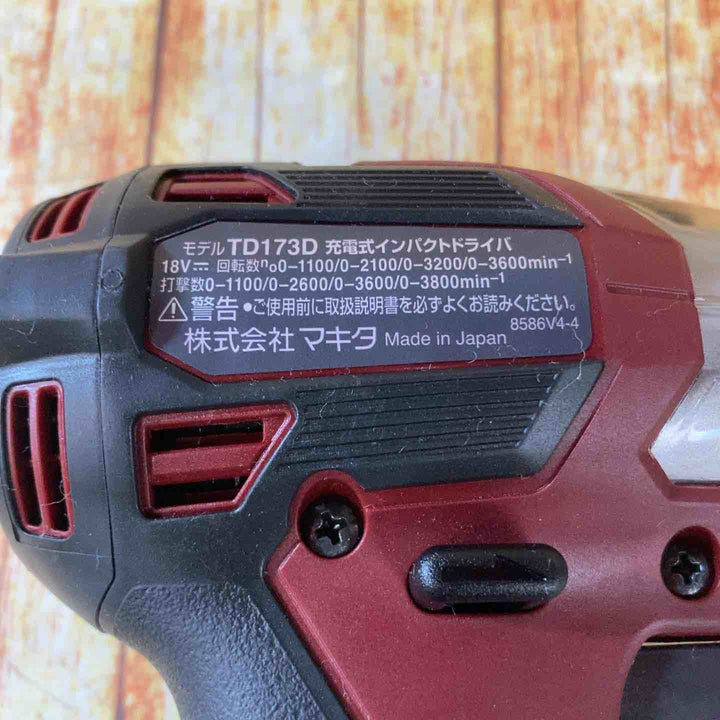 モデル TD173D 充電式インパクトドライバ
18V⎓ 回転数n₀0-1100/0-2100/0-3200/0-3600min⁻¹
打撃数0-1100/0-2600/0-3600/0-3800min⁻¹
⚠警告 •ご使用前に取扱説明書を必ずよくお読みください。
8586V4-4
株式会社 マキタ Made in Japan